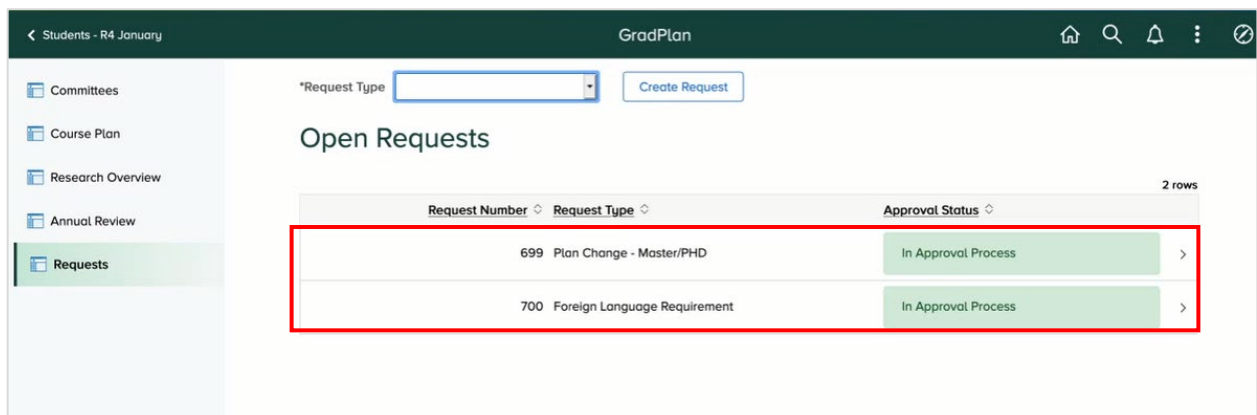 Students - R4 January
GradPlan
Committees
Course Plan
Research Overview
Annual Review
Requests
*Request Type
Create Request
Open Requests
2 rows
Request Number Request Type Approval Status
699 Plan Change - Master/PHD In Approval Process
700 Foreign Language Requirement In Approval Process